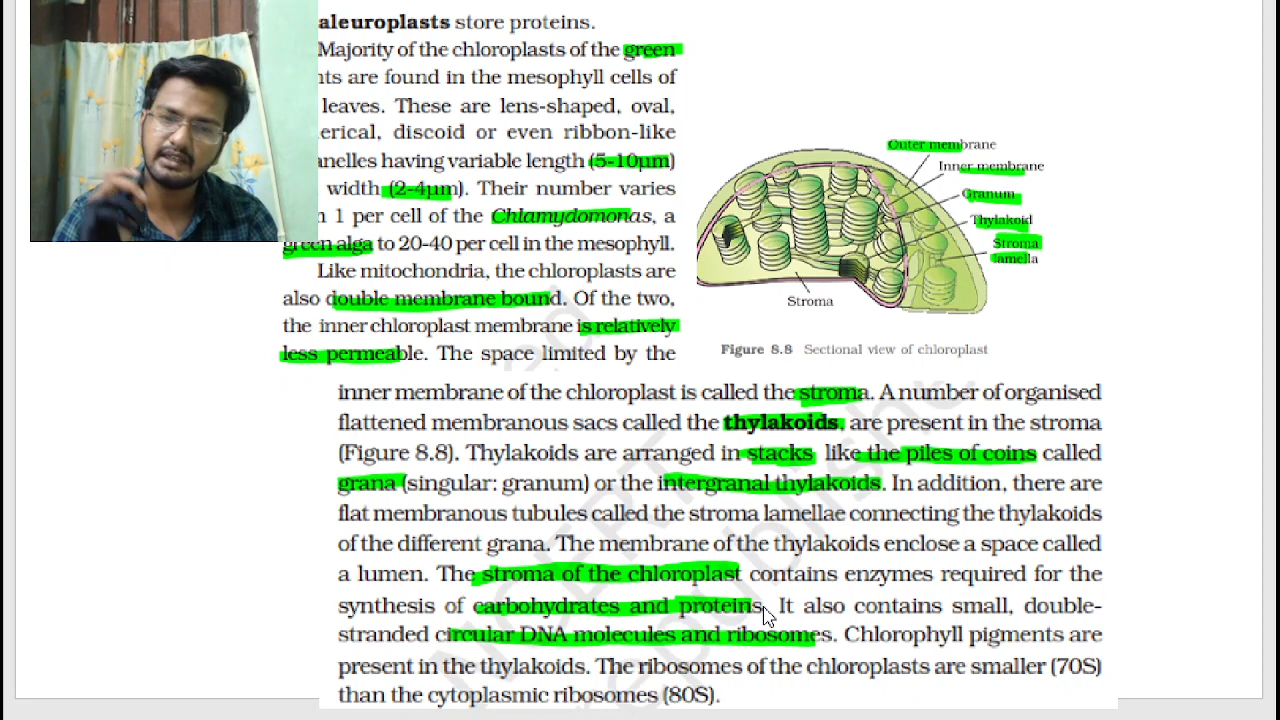 aleuroplasts store proteins.
Majority of the chloroplasts of the green
are found in the mesophyll cells of
leaves. These are lens-shaped, oval,
discoid or even ribbon-like
having variable length (5-10µm)
width (2-4µm). Their number varies
1 per cell of the Chlamydomonas, a
green alga to 20-40 per cell in the mesophyll.
Like mitochondria, the chloroplasts are
also double membrane bound. Of the two,
the inner chloroplast membrane is relatively
less permeable. The space limited by the
Outer membrane
Inner membrane
Granum
Thylakoid
Stroma
lamella
Stroma
Figure 8.8 Sectional view of chloroplast
inner membrane of the chloroplast is called the stroma. A number of organised
flattened membranous sacs called the thylakoids, are present in the stroma
(Figure 8.8). Thylakoids are arranged in stacks like the piles of coins called
grana (singular: granum) or the intergranal thylakoids. In addition, there are
flat membranous tubules called the stroma lamellae connecting the thylakoids
of the different grana. The membrane of the thylakoids enclose a space called
a lumen. The stroma of the chloroplast contains enzymes required for the
synthesis of carbohydrates and proteins. It also contains small, double-
stranded circular DNA molecules and ribosomes. Chlorophyll pigments are
present in the thylakoids. The ribosomes of the chloroplasts are smaller (70S)
than the cytoplasmic ribosomes (80S).